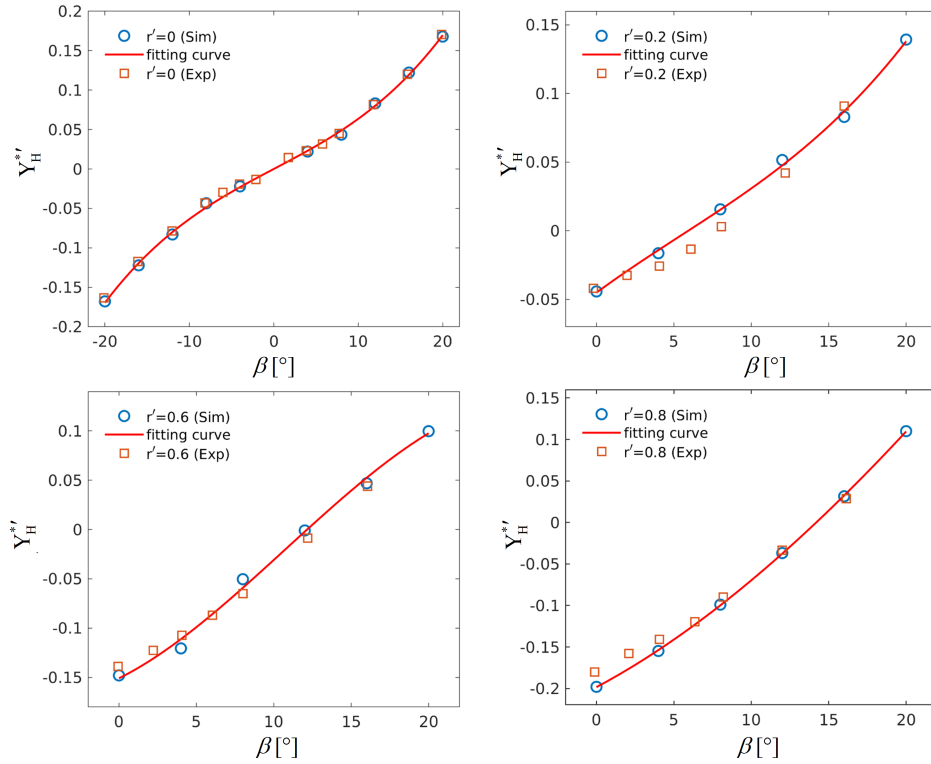 0.2
0.15
0.1
0.05
0
-0.05
-0.1
-0.15
-0.2
r′=0 (Sim)
fitting curve
r′=0 (Exp)
-20
-10
0
10
20
β [°]
Y*′H
0.15
0.1
0.05
0
-0.05
r′=0.2 (Sim)
fitting curve
r′=0.2 (Exp)
0
5
10
15
20
β [°]
Y*′H
0.1
0.05
0
-0.05
-0.1
-0.15
r′=0.6 (Sim)
fitting curve
r′=0.6 (Exp)
0
5
10
15
20
β [°]
Y*′H
0.15
0.1
0.05
0
-0.05
-0.1
-0.15
-0.2
r′=0.8 (Sim)
fitting curve
r′=0.8 (Exp)
0
5
10
15
20
β [°]
Y*′H